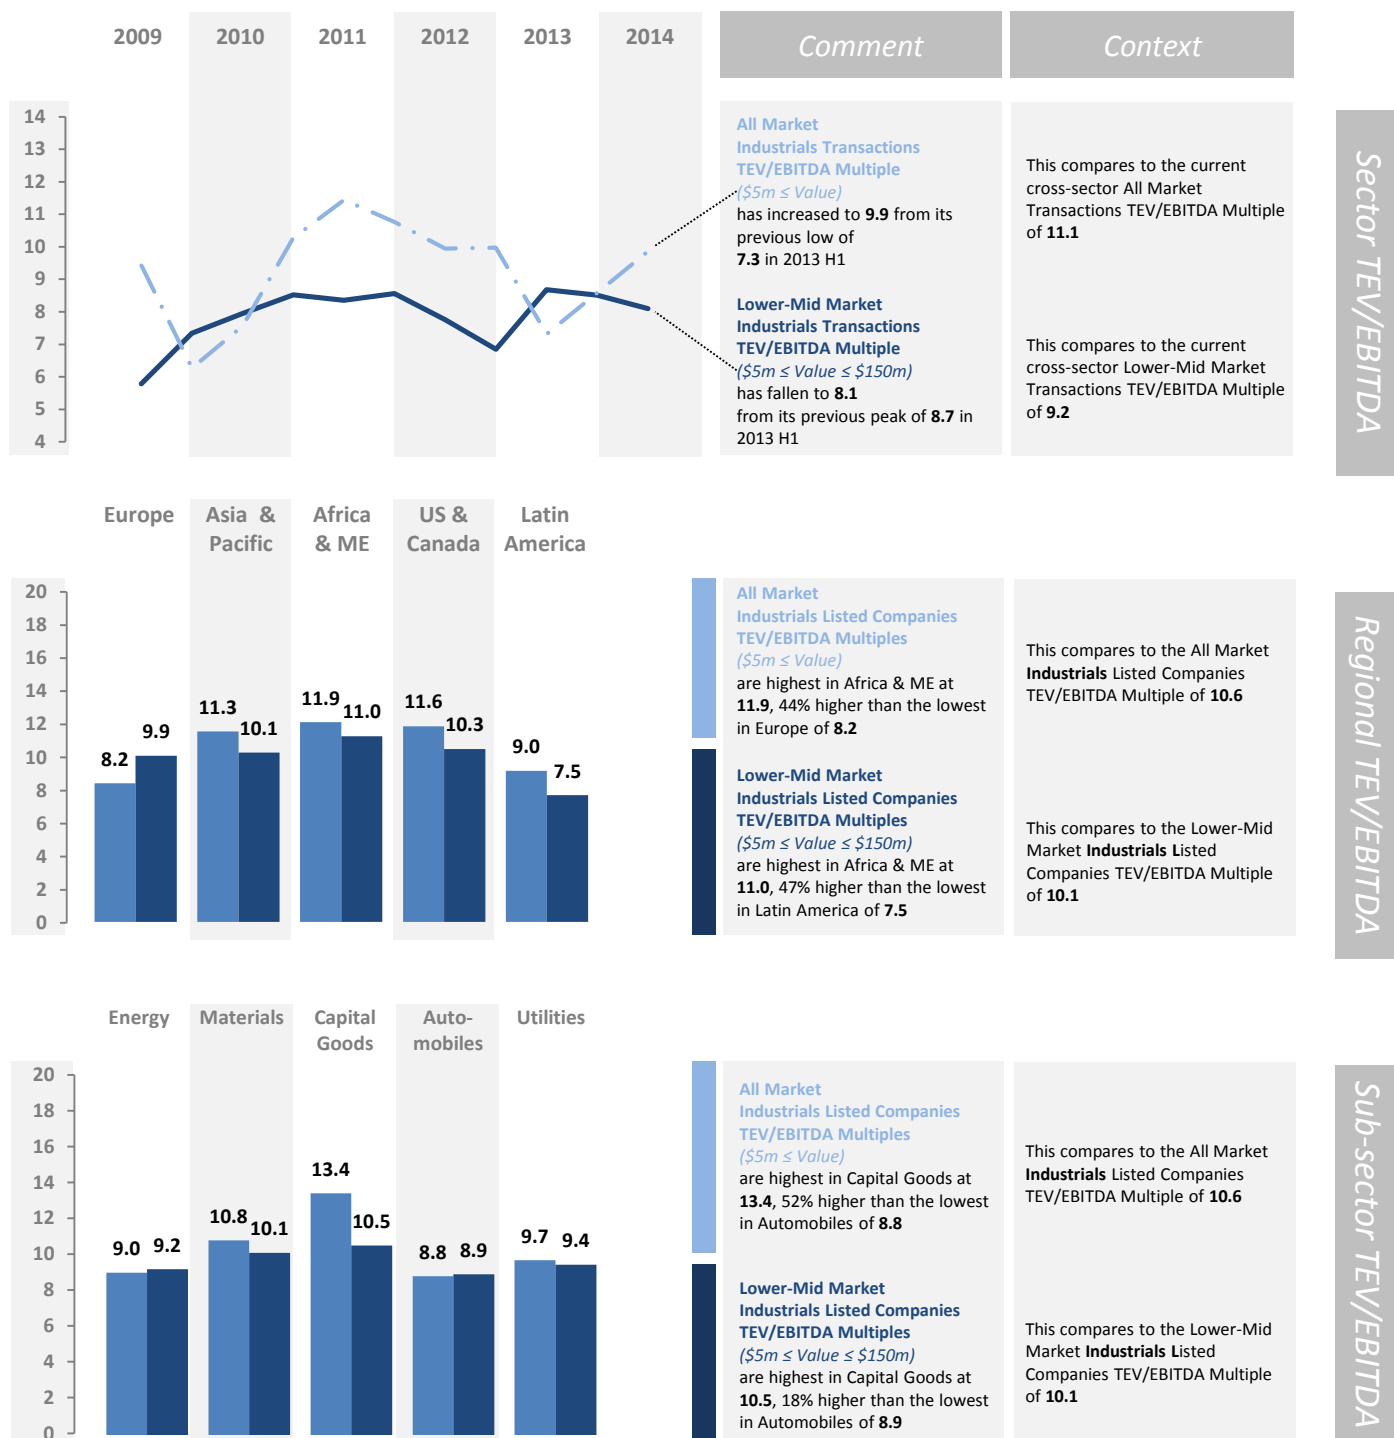 2009 2010 2011 2012 2013 2014
Comment
Context
14
13
12
11
10
9
8
7
6
5
4
All Market
Industrials Transactions
TEV/EBITDA Multiple
($5m ≤ Value)
has increased to 9.9 from its
previous low of
7.3 in 2013 H1
Lower-Mid Market
Industrials Transactions
TEV/EBITDA Multiple
($5m ≤ Value ≤ $150m)
has fallen to 8.1
from its previous peak of 8.7 in
2013 H1
This compares to the current
cross-sector All Market
Transactions TEV/EBITDA Multiple
of 11.1
This compares to the current
cross-sector Lower-Mid Market
Transactions TEV/EBITDA Multiple
of 9.2
Sector TEV/EBITDA
Europe
Asia & Pacific
Africa & ME
US & Canada
Latin America
20
18
16
14
12
10
8
6
4
2
0
8.2 9.9 11.3 10.1 11.9 11.0 11.6 10.3 9.0 7.5
All Market
Industrials Listed Companies
TEV/EBITDA Multiples
($5m ≤ Value)
are highest in Africa & ME at
11.9, 44% higher than the lowest
in Europe of 8.2
Lower-Mid Market
Industrials Listed Companies
TEV/EBITDA Multiples
($5m ≤ Value ≤ $150m)
are highest in Africa & ME at
11.0, 47% higher than the lowest
in Latin America of 7.5
This compares to the All Market
Industrials Listed Companies
TEV/EBITDA Multiple of 10.6
This compares to the Lower-Mid
Market Industrials Listed
Companies TEV/EBITDA Multiple
of 10.1
Regional TEV/EBITDA
Energy
Materials
Capital
Goods
Auto-
mobiles
Utilities
20
18
16
14
12
10
8
6
4
2
0
9.0 9.2 10.8 10.1 13.4 10.5 8.8 8.9 9.7 9.4
All Market
Industrials Listed Companies
TEV/EBITDA Multiples
($5m ≤ Value)
are highest in Capital Goods at
13.4, 52% higher than the lowest
in Automobiles of 8.8
Lower-Mid Market
Industrials Listed Companies
TEV/EBITDA Multiples
($5m ≤ Value ≤ $150m)
are highest in Capital Goods at
10.5, 18% higher than the lowest
in Automobiles of 8.9
This compares to the All Market
Industrials Listed Companies
TEV/EBITDA Multiple of 10.6
This compares to the Lower-Mid
Market Industrials Listed
Companies TEV/EBITDA Multiple
of 10.1
Sub-sector TEV/EBITDA